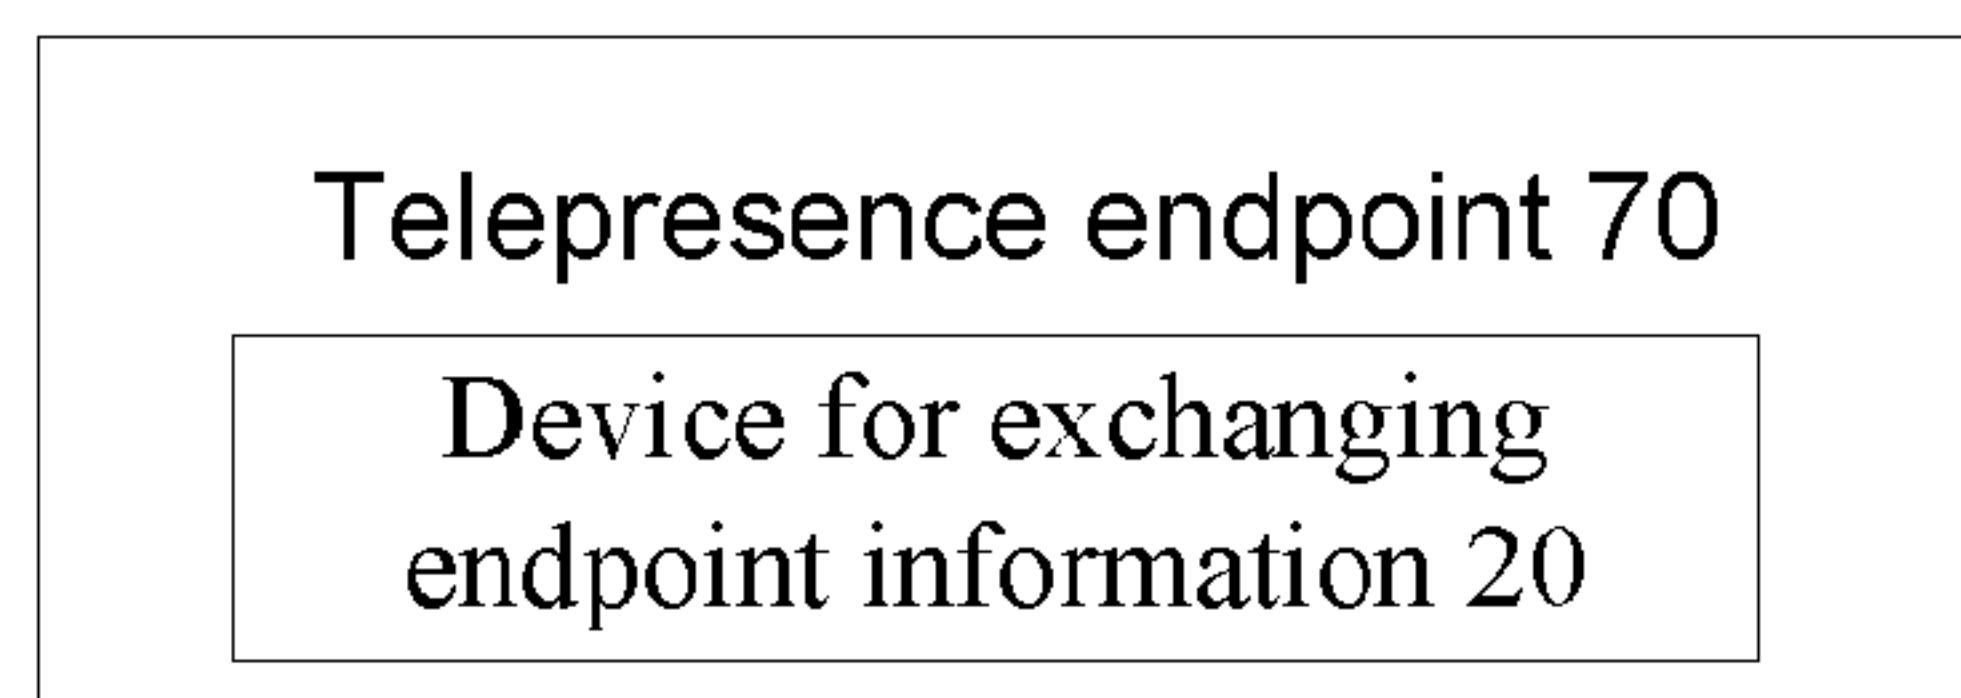 Telepresence endpoint 70
Device for exchanging
endpoint information 20